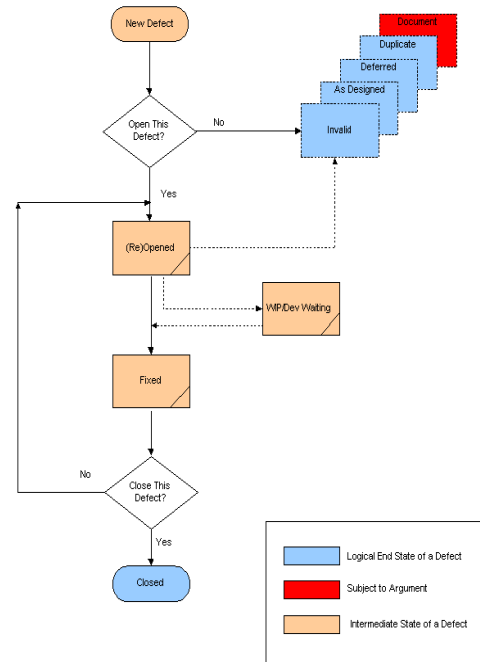 New Defect
Document
Duplicate
Deferred
As Designed
Invalid
Open This
Defect?
No
Yes
(Re)Opened
WIP/Dev Waiting
Fixed
No
Close This
Defect?
Yes
Closed
Logical End State of a Defect
Subject to Argument
Intermediate State of a Defect